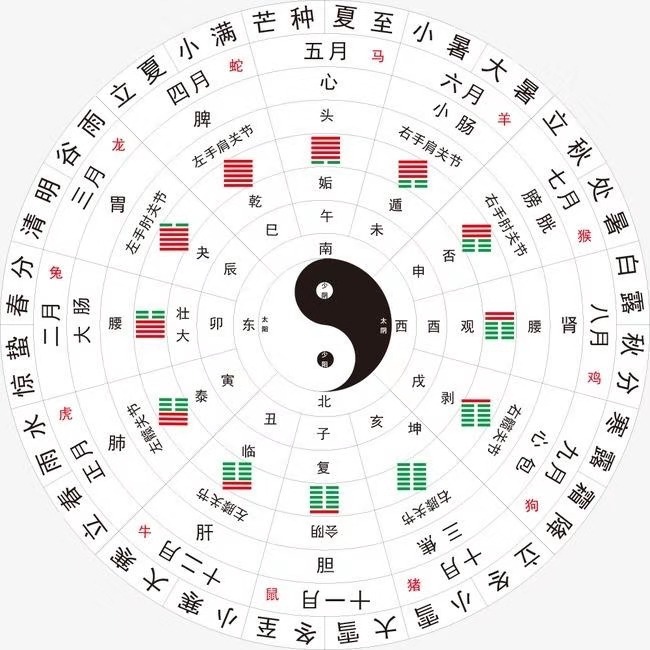 夏至
小暑
大暑
立秋
处暑
白露
秋分
寒露
霜降
立冬
小雪
大雪
冬至
小寒
大寒
立春
雨水
惊蛰
春分
清明
谷雨
立夏
小满
芒种
五月 马
六月 羊
七月 猴
八月 鸡
九月 狗
十月 猪
十一月 鼠
十二月 牛
正月 虎
二月 兔
三月 龙
四月 蛇
心
小肠
膀胱
肾
心包
三焦
胆
肝
肺
大肠
胃
脾
头
右手肩关节
右手肘关节
腰
右髋关节
右膝关节
会阴
左膝关节
左髋关节
腰
左手肘关节
左手肩关节
姤
遁
否
观
剥
坤
复
临
泰
大壮
夬
乾
午
未
申
酉
戌
亥
子
丑
寅
卯
辰
巳
南
西
北
东
太阳
太阴